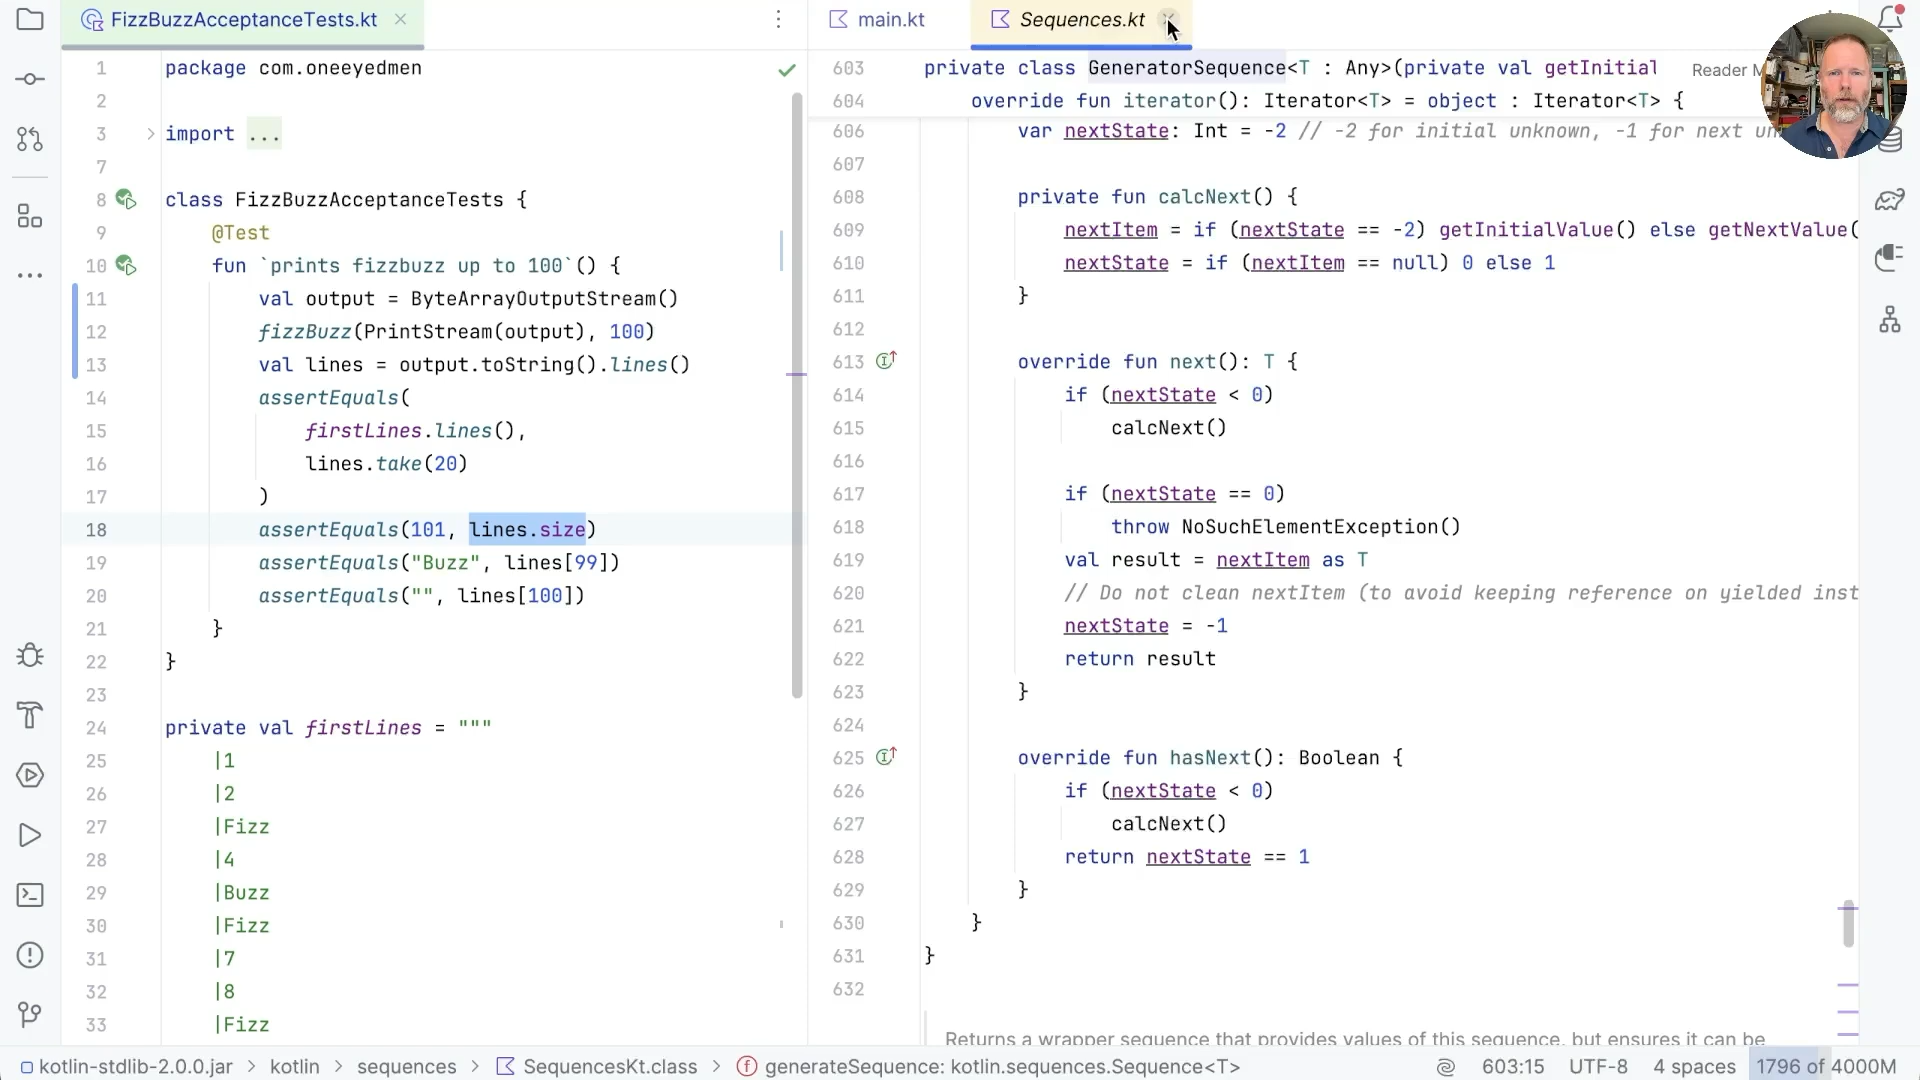 FizzBuzzAcceptanceTests.kt
main.kt
Sequences.kt
1 package com.oneeyedmen
2
3 import ...
7
8 class FizzBuzzAcceptanceTests {
9 @Test
10 fun `prints fizzbuzz up to 100`() {
11 val output = ByteArrayOutputStream()
12 fizzBuzz(PrintStream(output), 100)
13 val lines = output.toString().lines()
14 assertEquals(
15 firstLines.lines(),
16 lines.take(20)
17 )
18 assertEquals(101, lines.size)
19 assertEquals("Buzz", lines[99])
20 assertEquals("", lines[100])
21 }
22 }
23
24 private val firstLines = """
25 |1
26 |2
27 |Fizz
28 |4
29 |Buzz
30 |Fizz
31 |7
32 |8
33 |Fizz
603 private class GeneratorSequence<T : Any>(private val getInitial
Reader M
604 override fun iterator(): Iterator<T> = object : Iterator<T> {
606 var nextState: Int = -2 // -2 for initial unknown, -1 for next un
607
608 private fun calcNext() {
609 nextItem = if (nextState == -2) getInitialValue() else getNextValue(
610 nextState = if (nextItem == null) 0 else 1
611 }
612
613 override fun next(): T {
614 if (nextState < 0)
615 calcNext()
616
617 if (nextState == 0)
618 throw NoSuchElementException()
619 val result = nextItem as T
620 // Do not clean nextItem (to avoid keeping reference on yielded inst
621 nextState = -1
622 return result
623 }
624
625 override fun hasNext(): Boolean {
626 if (nextState < 0)
627 calcNext()
628 return nextState == 1
629 }
630 }
631 }
632
Returns a wrapper sequence that provides values of this sequence, but ensures it can be
kotlin-stdlib-2.0.0.jar > kotlin > sequences > SequencesKt.class > generateSequence: kotlin.sequences.Sequence<T>
603:15 UTF-8 4 spaces 1796 of 4000M